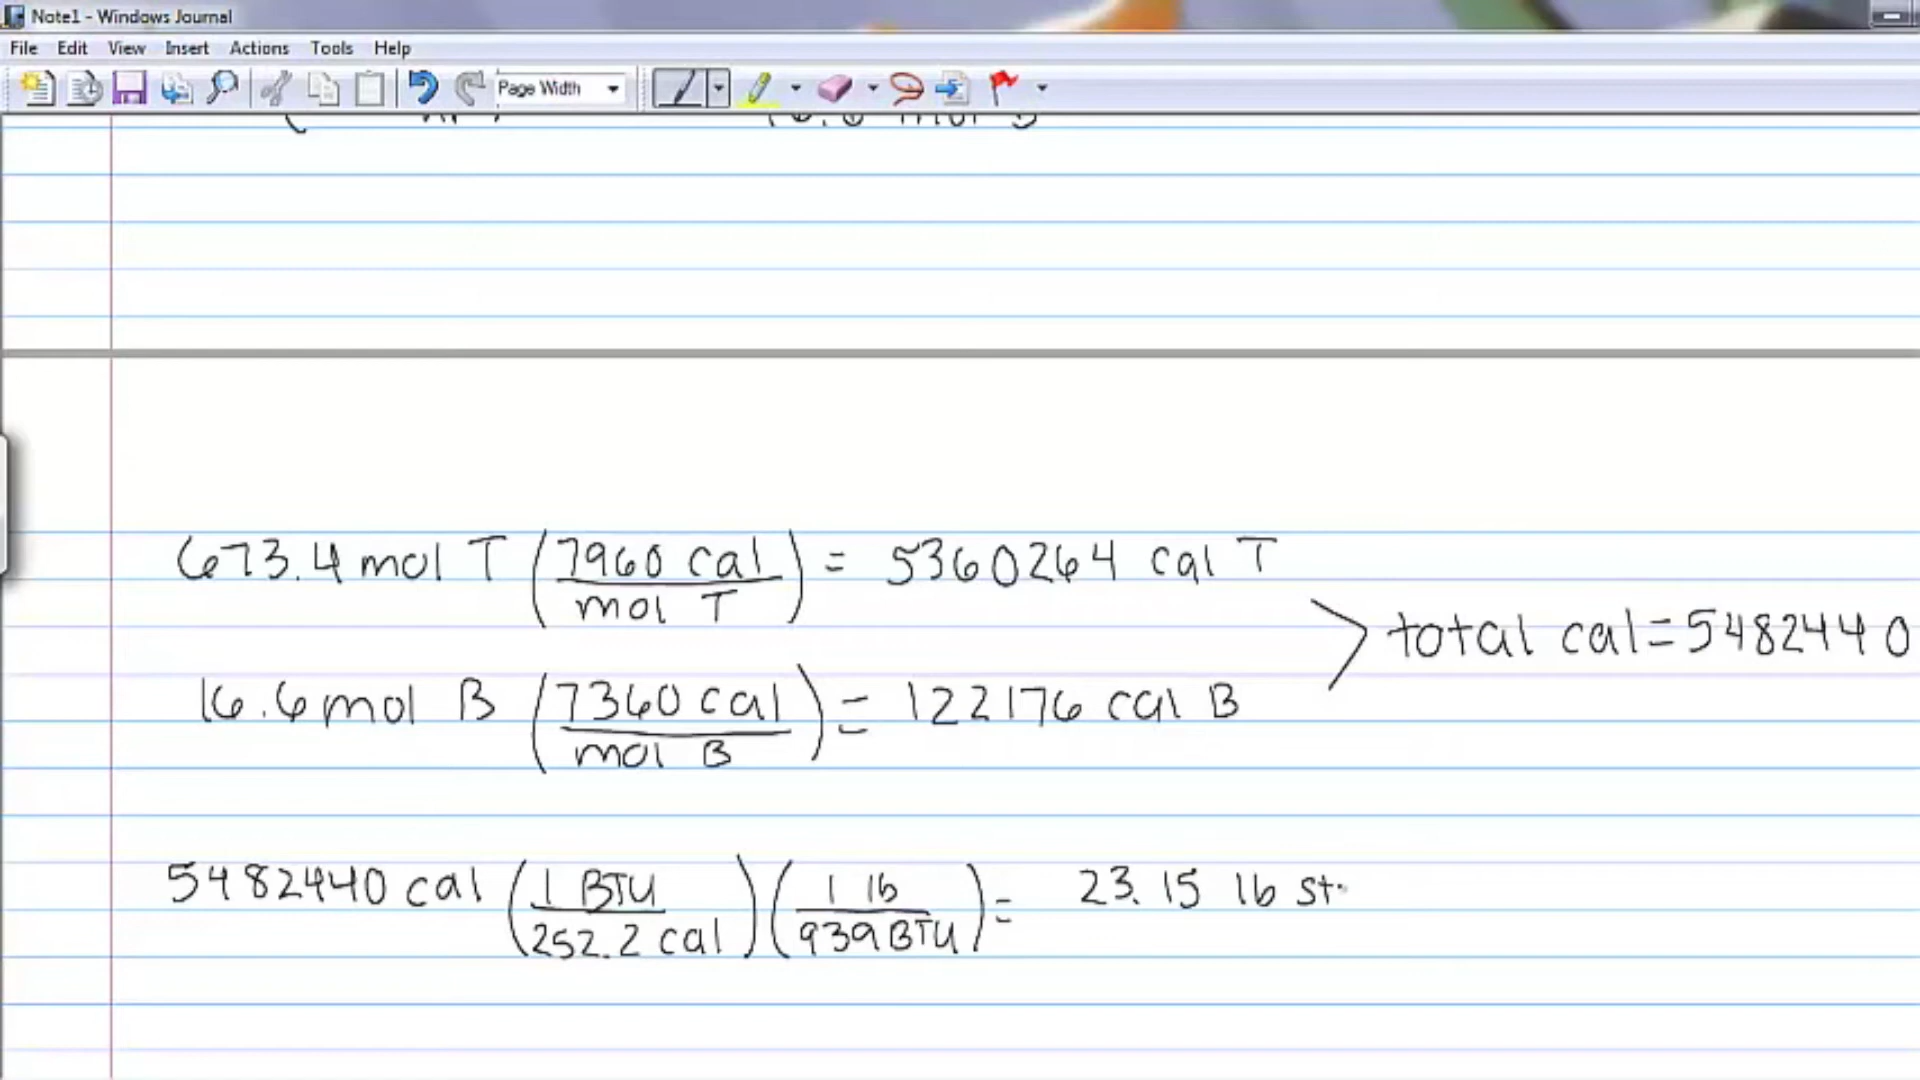 Note1 - Windows Journal
File Edit View Insert Actions Tools Help
Page Width
673.4 mol T (7960 cal / mol T) = 5360264 cal T
> total cal = 5482440
16.6 mol B (7360 cal / mol B) = 122176 cal B
5482440 cal (1 BTU / 252.2 cal) (1 lb / 939 BTU) = 23.15 lb st